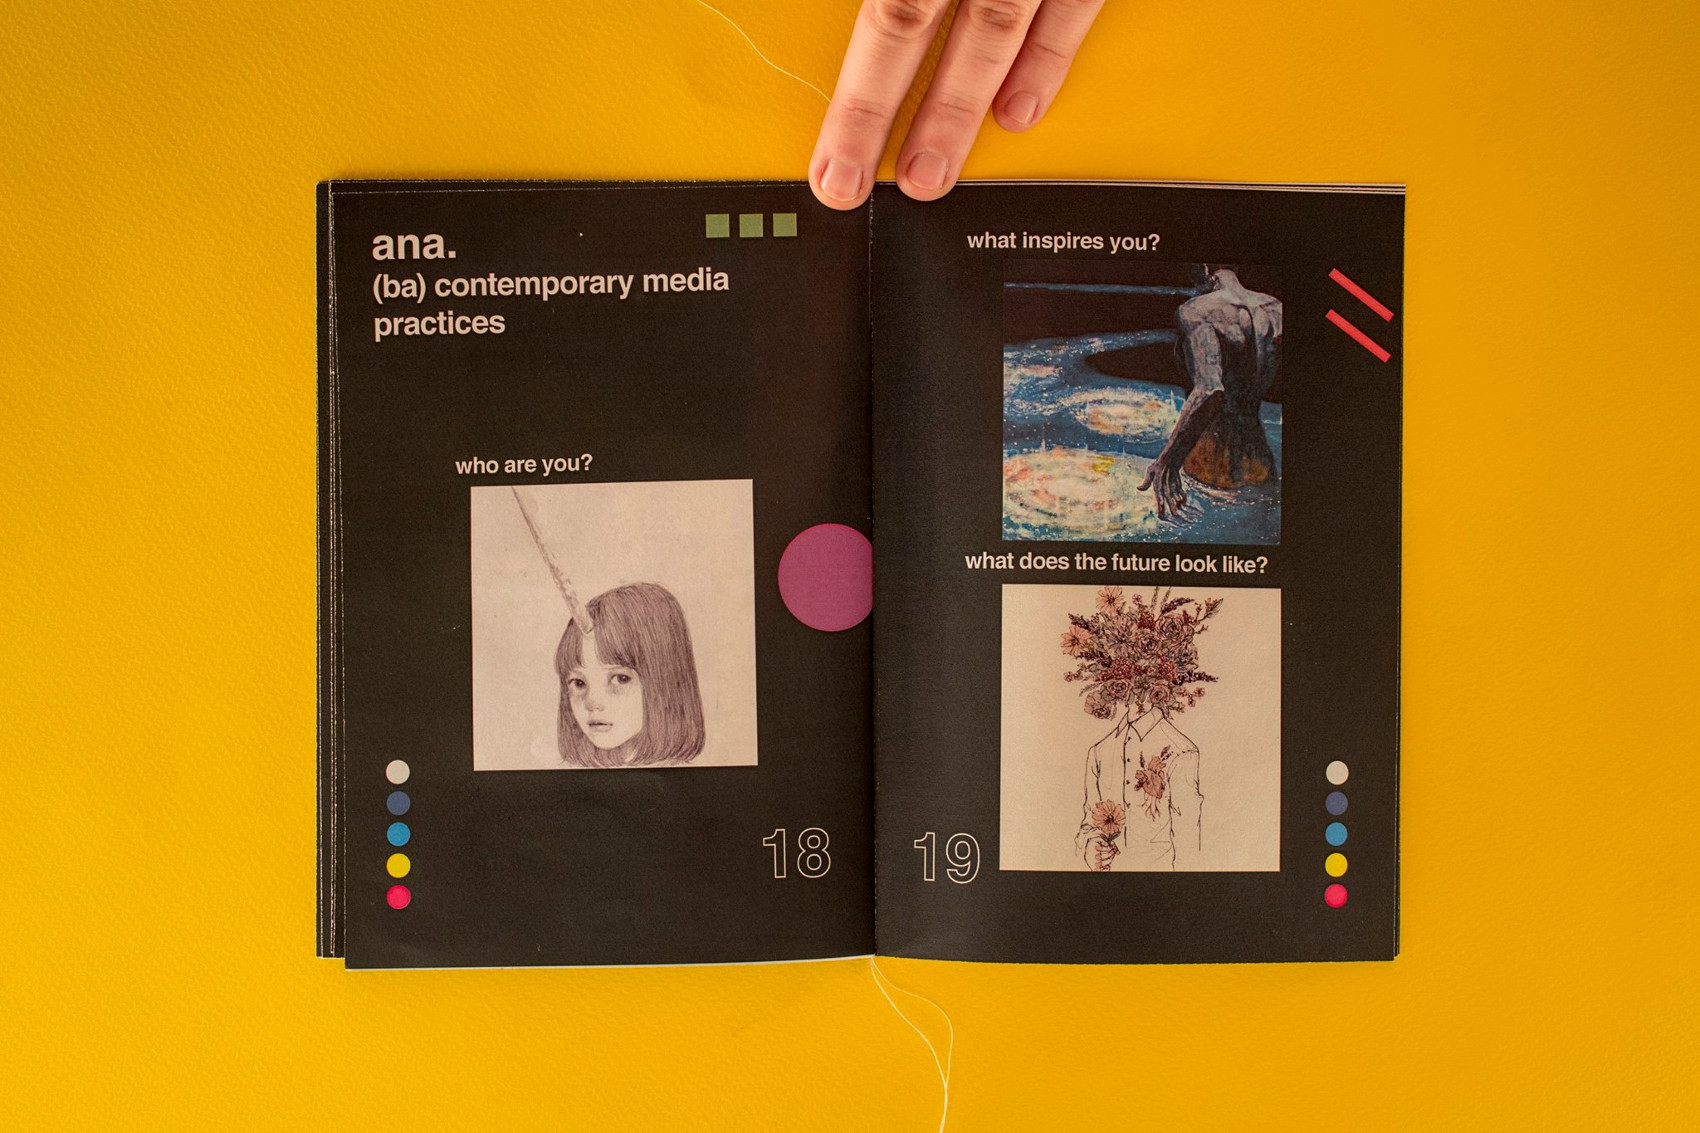 ana.
(ba) contemporary media
practices
who are you?
18
what inspires you?
what does the future look like?
19